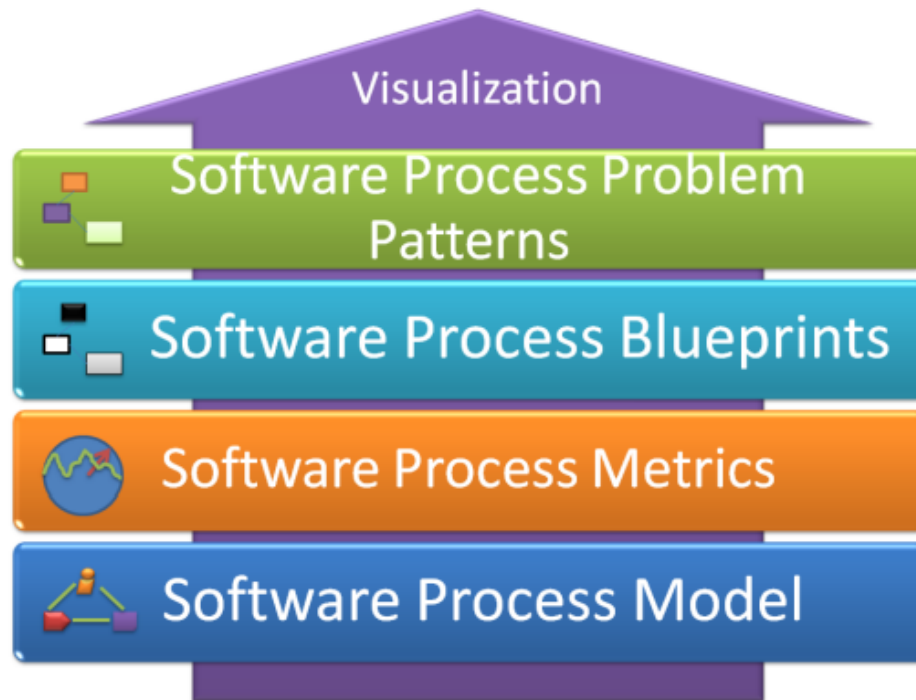 Visualization
Software Process Problem
Patterns
Software Process Blueprints
Software Process Metrics
Software Process Model